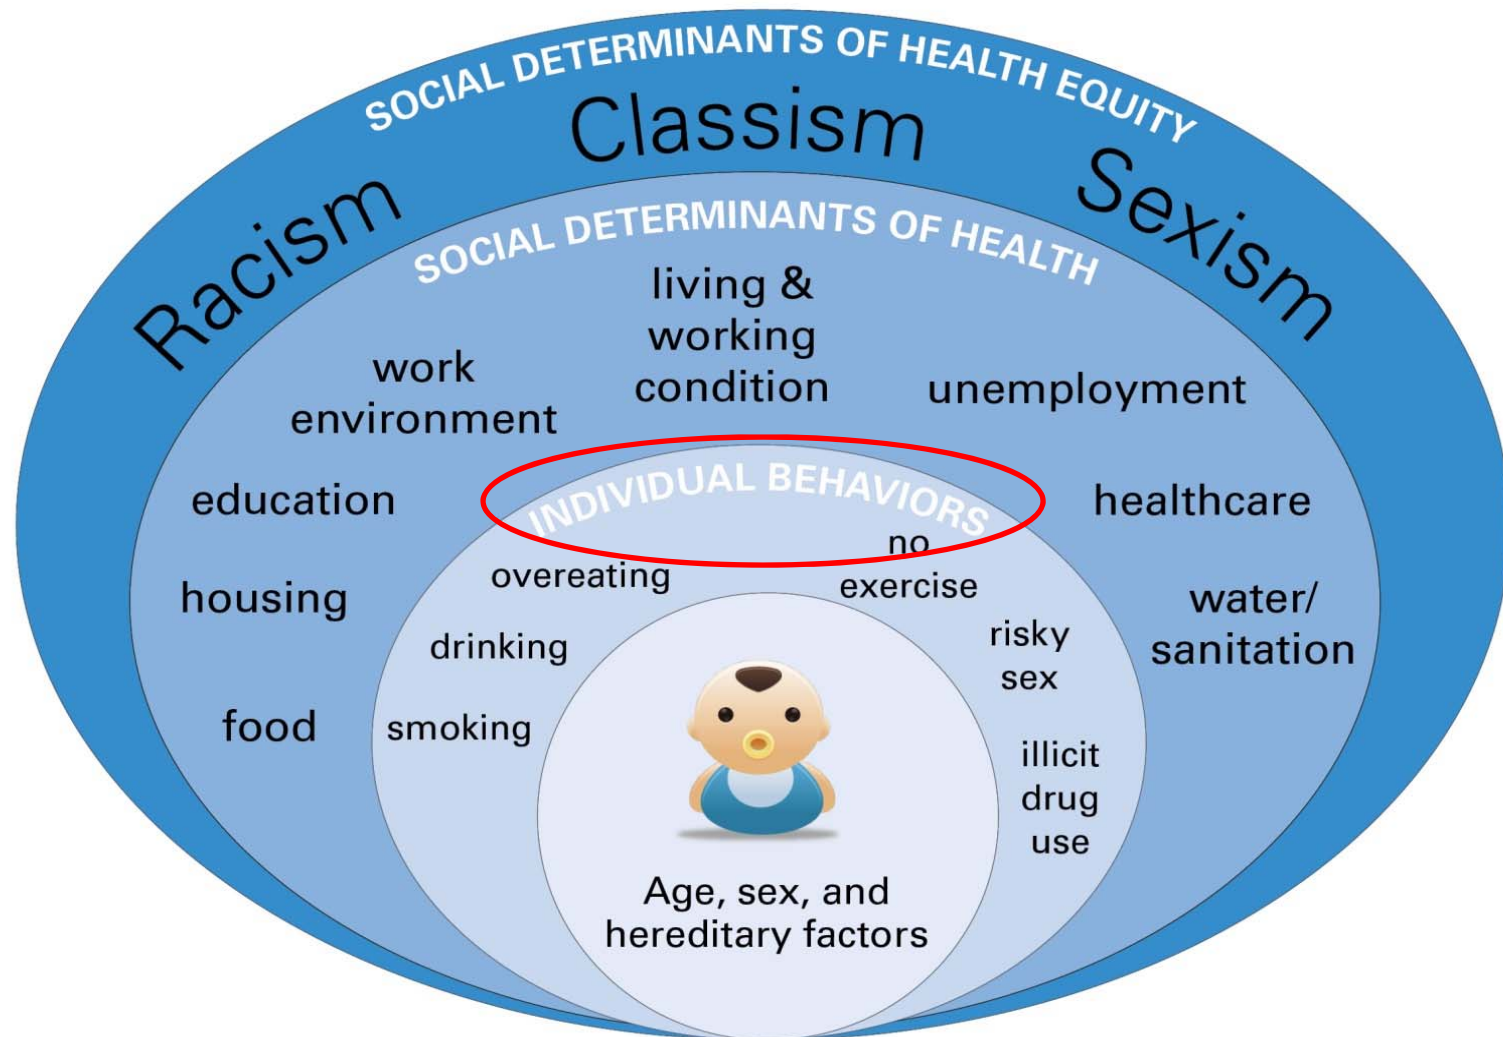 SOCIAL DETERMINANTS OF HEALTH EQUITY
Racism
Classism
Sexism
SOCIAL DETERMINANTS OF HEALTH
living &
working
condition
work
environment
unemployment
education
healthcare
housing
water/
sanitation
food
INDIVIDUAL BEHAVIORS
no
exercise
overeating
drinking
risky
sex
smoking
illicit
drug
use
Age, sex, and
hereditary factors